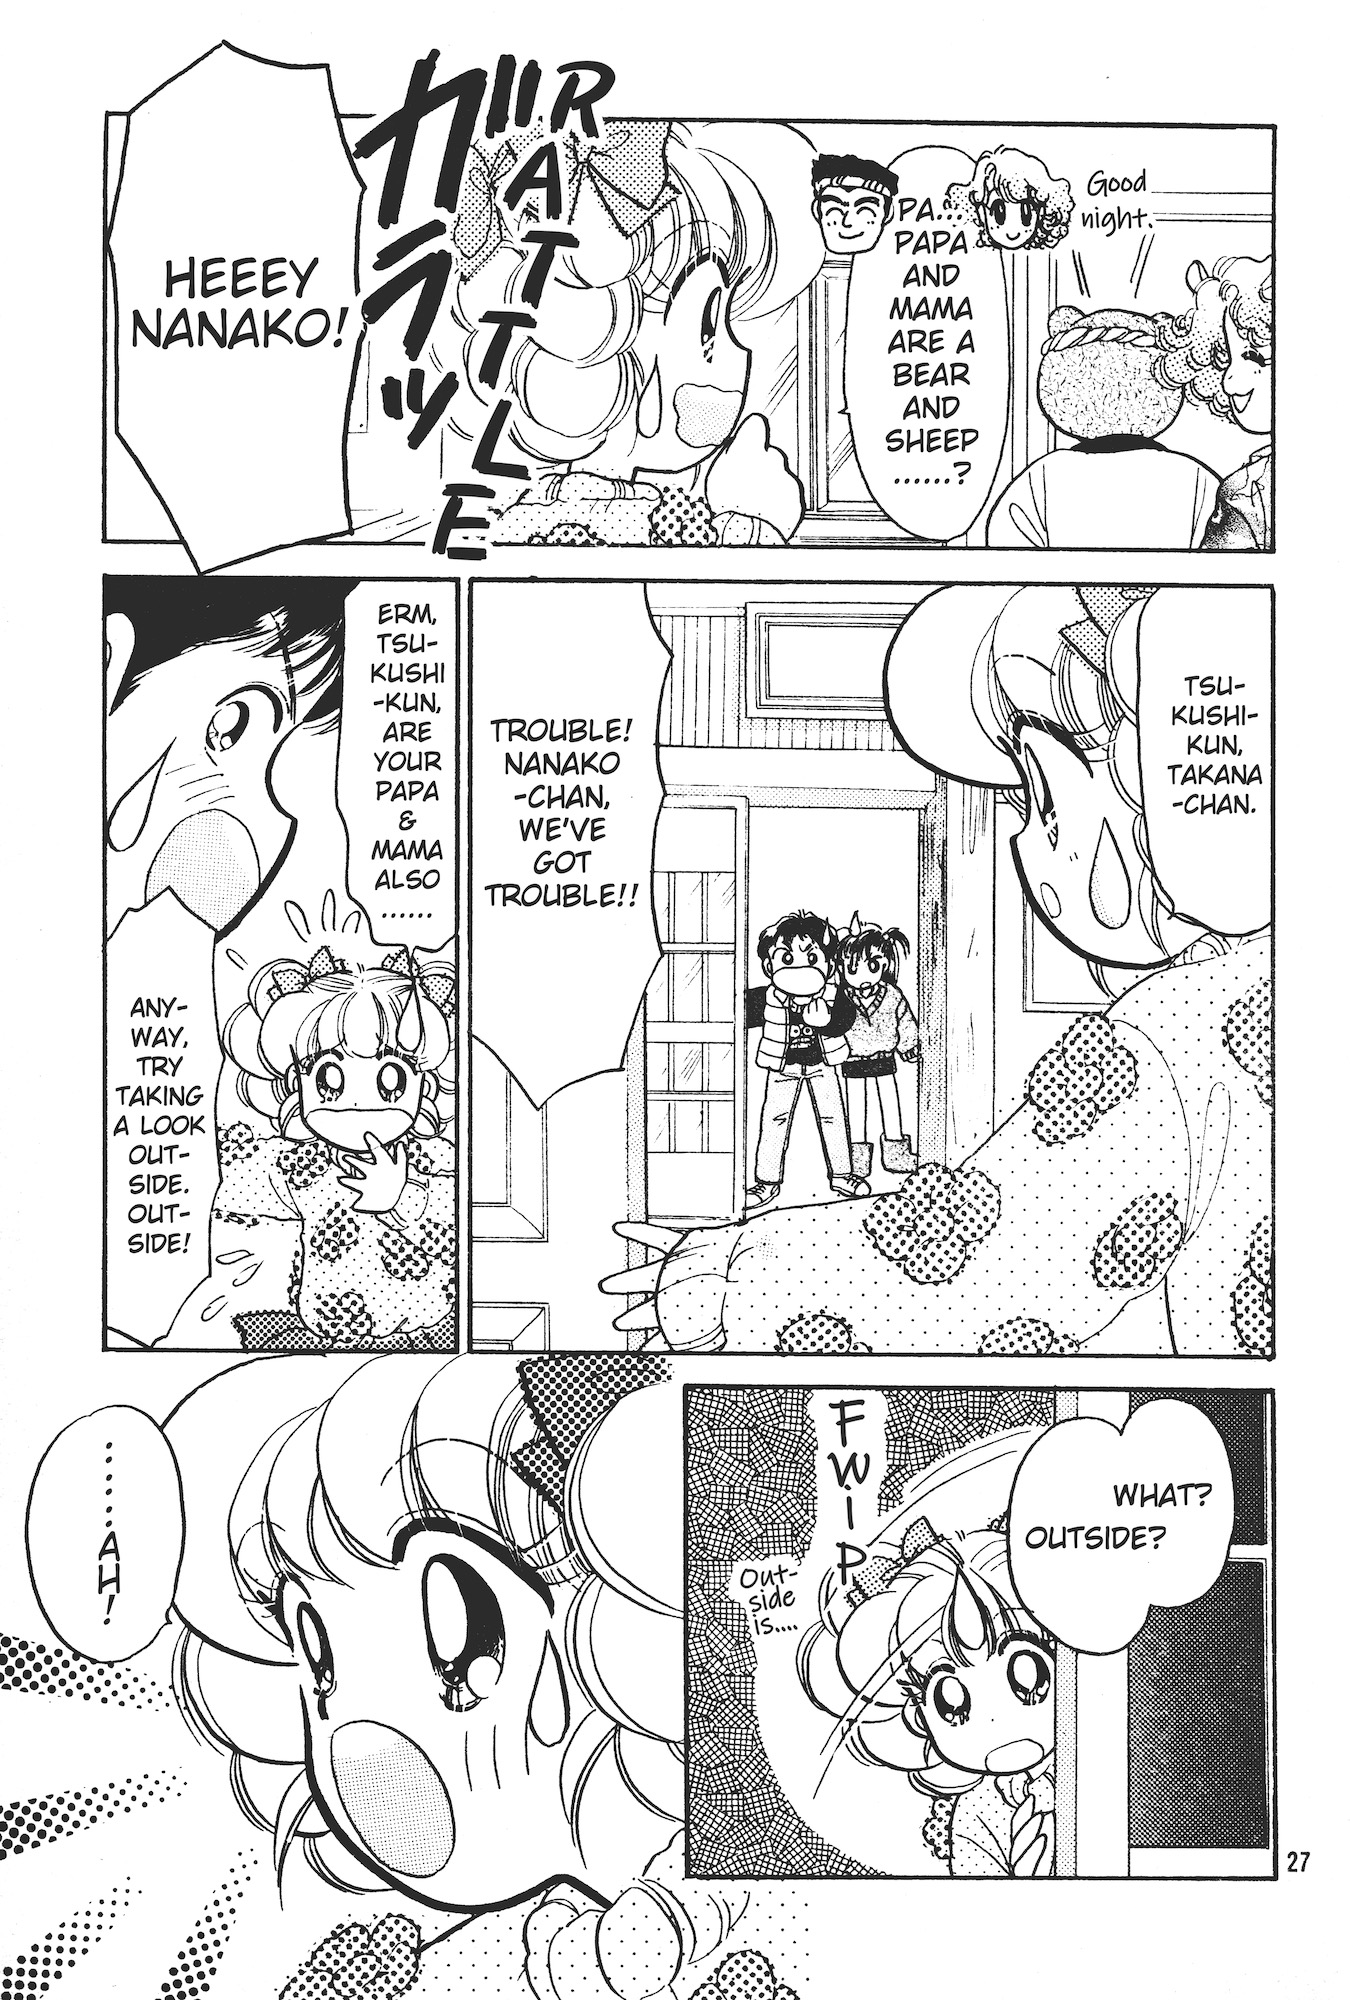 Good
night.
PA...
PAPA
AND
MAMA
ARE A
BEAR
AND
SHEEP
......?
RATTLE
ガラッ
HEEEY
NANAKO!
TSU-
KUSHI-
KUN,
TAKANA
-CHAN.
TROUBLE!
NANAKO
-CHAN,
WE'VE
GOT
TROUBLE!!
ERM,
TSU-
KUSHI
-KUN,
ARE
YOUR
PAPA
&
MAMA
ALSO
......
ANY-
WAY,
TRY
TAKING
A LOOK
OUT-
SIDE.
OUT-
SIDE!
WHAT?
OUTSIDE?
FWIP
Out-
side
is....
......AH!
27